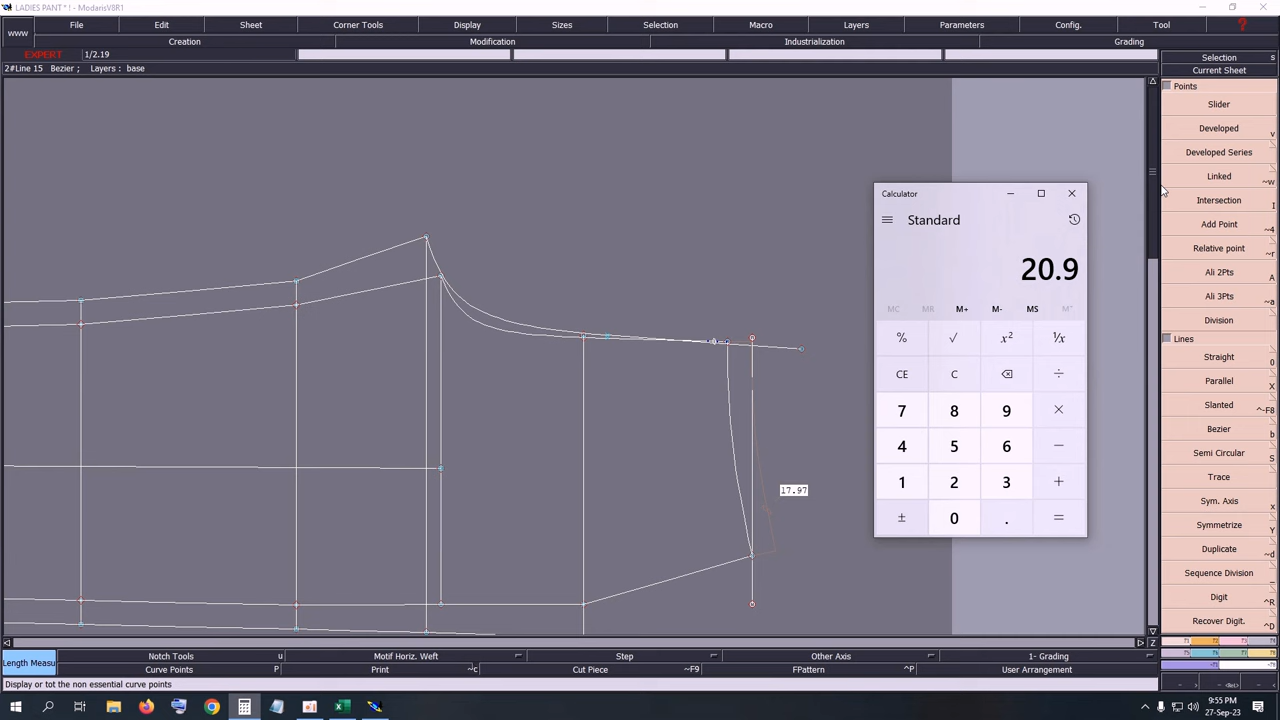 LADIES PANT * ! - ModarisV8R1
www
File Edit Sheet Corner Tools Display Sizes Selection Macro Layers Parameters Config. Tool ?
Creation Modification Industrialization Grading
EXPERT 1/2.19
2#Line 15 Bezier ; Layers : base
Selection s
Current Sheet
Points
Slider
Developed v
Developed Series
Linked ~w
Intersection I
Add Point ~4
Relative point ~r
Ali 2Pts A
Ali 3Pts ~a
Division
Lines
Straight 0
Parallel X
Slanted ^-F8
Bezier b
Semi Circular S
Trace
Sym. Axis x
Symmetrize
Duplicate ~d
Sequence Division
Digit ^R
Recover Digit. ^D
Calculator
Standard
20.9
MC MR M+ M- MS M˅
% √ x² ⅟x
CE C ⌫ ÷
7 8 9 ×
4 5 6 −
1 2 3 +
± 0 . =
17.97
Z
Length Measu
Notch Tools u Motif Horiz. Weft Step Other Axis 1- Grading
Curve Points P Print ~c Cut Piece ~F9 FPattern ^P User Arrangement
Display or tot the non essential curve points
9:55 PM
27-Sep-23